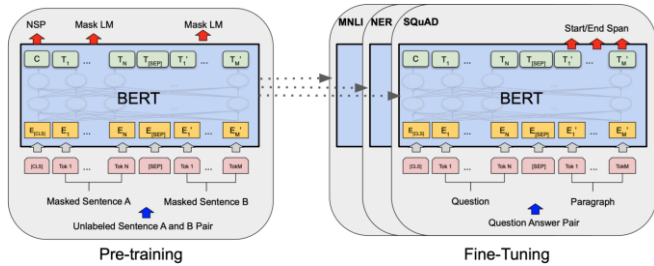 NSP Mask LM Mask LM
C T1 ... TN T[SEP] T1' ... TM'
BERT
E[CLS] E1 ... EN E[SEP] E1' ... EM'
[CLS] Tok 1 ... Tok N [SEP] Tok 1 ... TokM
Masked Sentence A Masked Sentence B
Unlabeled Sentence A and B Pair
Pre-training
MNLI NER SQuAD Start/End Span
C T1 ... TN T[SEP] T1' ... TM'
BERT
E[CLS] E1 ... EN E[SEP] E1' ... EM'
[CLS] Tok 1 ... Tok N [SEP] Tok 1 ... TokM
Question Paragraph
Question Answer Pair
Fine-Tuning